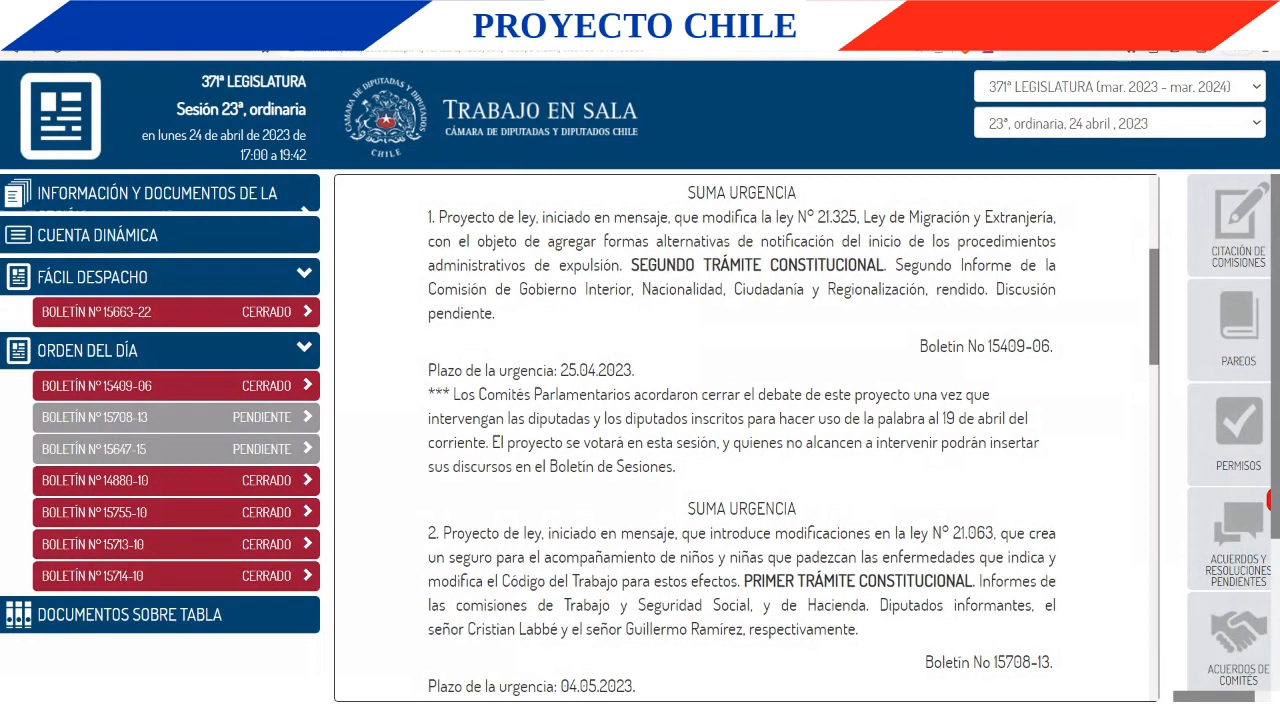 PROYECTO CHILE
371ª LEGISLATURA
Sesión 23ª, ordinaria
en lunes 24 de abril de 2023 de
17:00 a 19:42
CÁMARA DE DIPUTADAS Y DIPUTADOS
CHILE
TRABAJO EN SALA
CÁMARA DE DIPUTADAS Y DIPUTADOS CHILE
371ª LEGISLATURA (mar. 2023 - mar. 2024)
23ª, ordinaria, 24 abril , 2023
INFORMACIÓN Y DOCUMENTOS DE LA
CUENTA DINÁMICA
FÁCIL DESPACHO
BOLETÍN Nº 15663-22 CERRADO
ORDEN DEL DÍA
BOLETÍN Nº 15409-06 CERRADO
BOLETÍN Nº 15708-13 PENDIENTE
BOLETÍN Nº 15647-15 PENDIENTE
BOLETÍN Nº 14880-10 CERRADO
BOLETÍN Nº 15755-10 CERRADO
BOLETÍN Nº 15713-10 CERRADO
BOLETÍN Nº 15714-10 CERRADO
DOCUMENTOS SOBRE TABLA
SUMA URGENCIA
1. Proyecto de ley, iniciado en mensaje, que modifica la ley N° 21.325, Ley de Migración y Extranjería,
con el objeto de agregar formas alternativas de notificación del inicio de los procedimientos
administrativos de expulsión. SEGUNDO TRÁMITE CONSTITUCIONAL. Segundo Informe de la
Comisión de Gobierno Interior, Nacionalidad, Ciudadanía y Regionalización, rendido. Discusión
pendiente.
Boletín No 15409-06.
Plazo de la urgencia: 25.04.2023.
*** Los Comités Parlamentarios acordaron cerrar el debate de este proyecto una vez que
intervengan las diputadas y los diputados inscritos para hacer uso de la palabra al 19 de abril del
corriente. El proyecto se votará en esta sesión, y quienes no alcancen a intervenir podrán insertar
sus discursos en el Boletín de Sesiones.
SUMA URGENCIA
2. Proyecto de ley, iniciado en mensaje, que introduce modificaciones en la ley N° 21.063, que crea
un seguro para el acompañamiento de niños y niñas que padezcan las enfermedades que indica y
modifica el Código del Trabajo para estos efectos. PRIMER TRÁMITE CONSTITUCIONAL. Informes de
las comisiones de Trabajo y Seguridad Social, y de Hacienda. Diputados informantes, el
señor Cristian Labbé y el señor Guillermo Ramírez, respectivamente.
Boletín No 15708-13.
Plazo de la urgencia: 04.05.2023.
CITACIÓN DE
COMISIONES
PAREOS
PERMISOS
ACUERDOS Y
RESOLUCIONES
PENDIENTES
ACUERDOS DE
COMITÉS